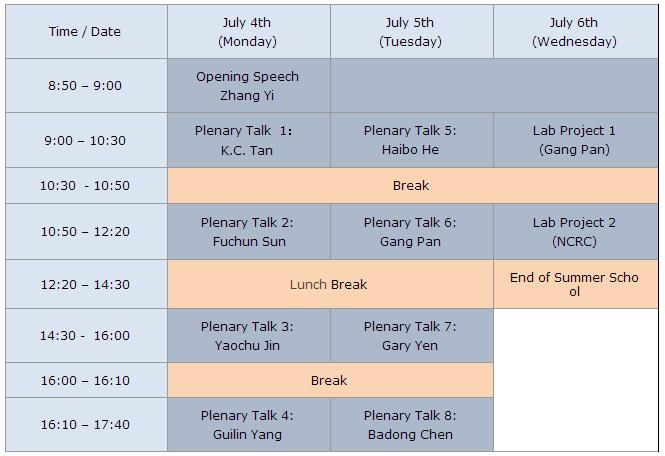 Time / Date
July 4th
(Monday)
July 5th
(Tuesday)
July 6th
(Wednesday)
8:50 – 9:00
Opening Speech
Zhang Yi
9:00 – 10:30
Plenary Talk  1:
K.C. Tan
Plenary Talk 5:
Haibo He
Lab Project 1
(Gang Pan)
10:30  - 10:50
Break
10:50 – 12:20
Plenary Talk 2:
Fuchun Sun
Plenary Talk 6:
Gang Pan
Lab Project 2
(NCRC)
12:20 – 14:30
Lunch Break
End of Summer Scho
ol
14:30 -  16:00
Plenary Talk 3:
Yaochu Jin
Plenary Talk 7:
Gary Yen
16:00 – 16:10
Break
16:10 – 17:40
Plenary Talk 4:
Guilin Yang
Plenary Talk 8:
Badong Chen